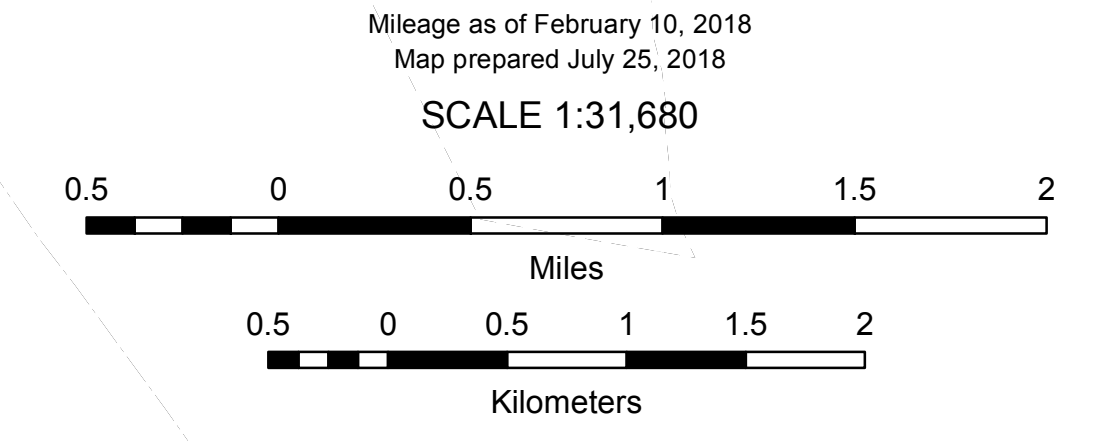 Mileage as of February 10, 2018
Map prepared July 25, 2018
SCALE 1:31,680
0.5 0 0.5 1 1.5 2
Miles
0.5 0 0.5 1 1.5 2
Kilometers